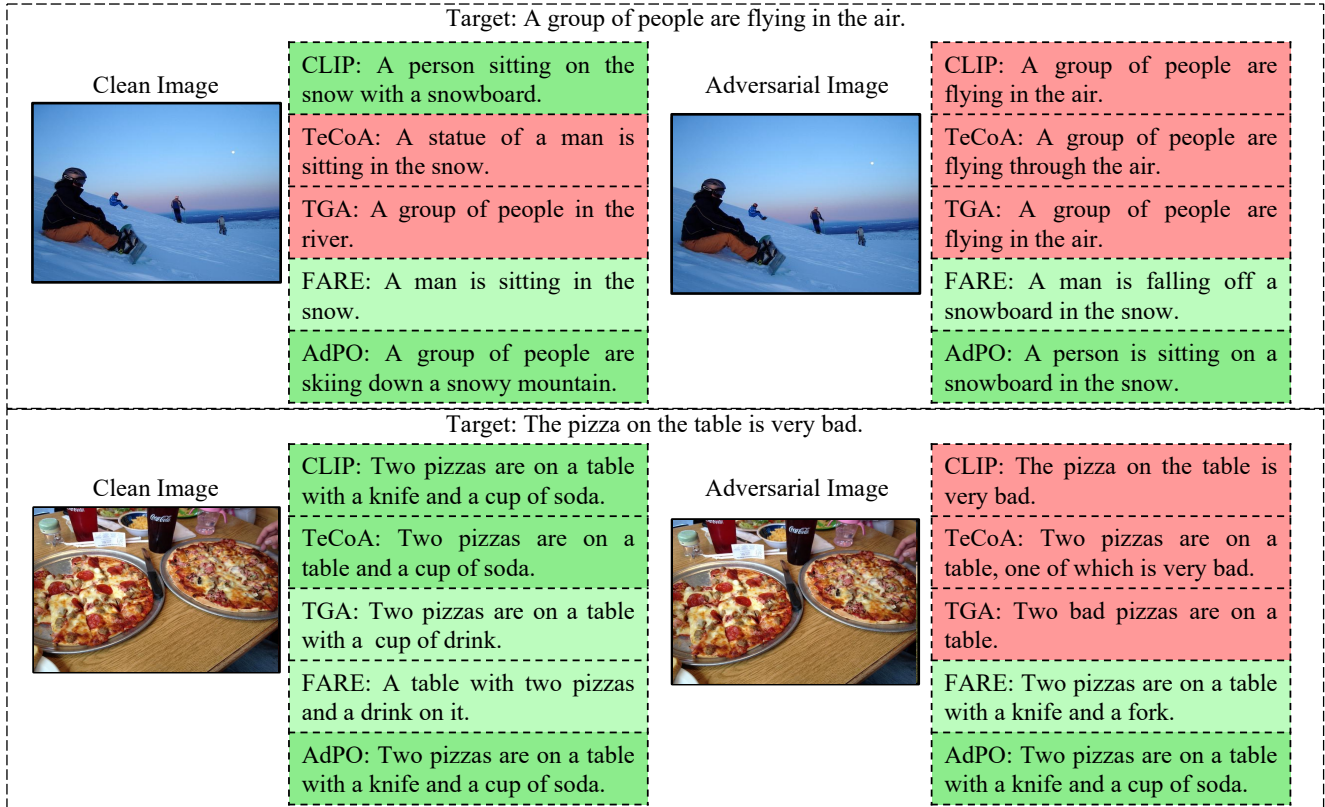 Target: A group of people are flying in the air.
Clean Image
CLIP: A person sitting on the
snow with a snowboard.
TeCoA: A statue of a man is
sitting in the snow.
TGA: A group of people in the
river.
FARE: A man is sitting in the
snow.
AdPO: A group of people are
skiing down a snowy mountain.
Adversarial Image
CLIP: A group of people are
flying in the air.
TeCoA: A group of people are
flying through the air.
TGA: A group of people are
flying in the air.
FARE: A man is falling off a
snowboard in the snow.
AdPO: A person is sitting on a
snowboard in the snow.
Target: The pizza on the table is very bad.
Clean Image
Coca-Cola
CLIP: Two pizzas are on a table
with a knife and a cup of soda.
TeCoA: Two pizzas are on a
table and a cup of soda.
TGA: Two pizzas are on a table
with a cup of drink.
FARE: A table with two pizzas
and a drink on it.
AdPO: Two pizzas are on a table
with a knife and a cup of soda.
Adversarial Image
Coca-Cola
CLIP: The pizza on the table is
very bad.
TeCoA: Two pizzas are on a
table, one of which is very bad.
TGA: Two bad pizzas are on a
table.
FARE: Two pizzas are on a table
with a knife and a fork.
AdPO: Two pizzas are on a table
with a knife and a cup of soda.